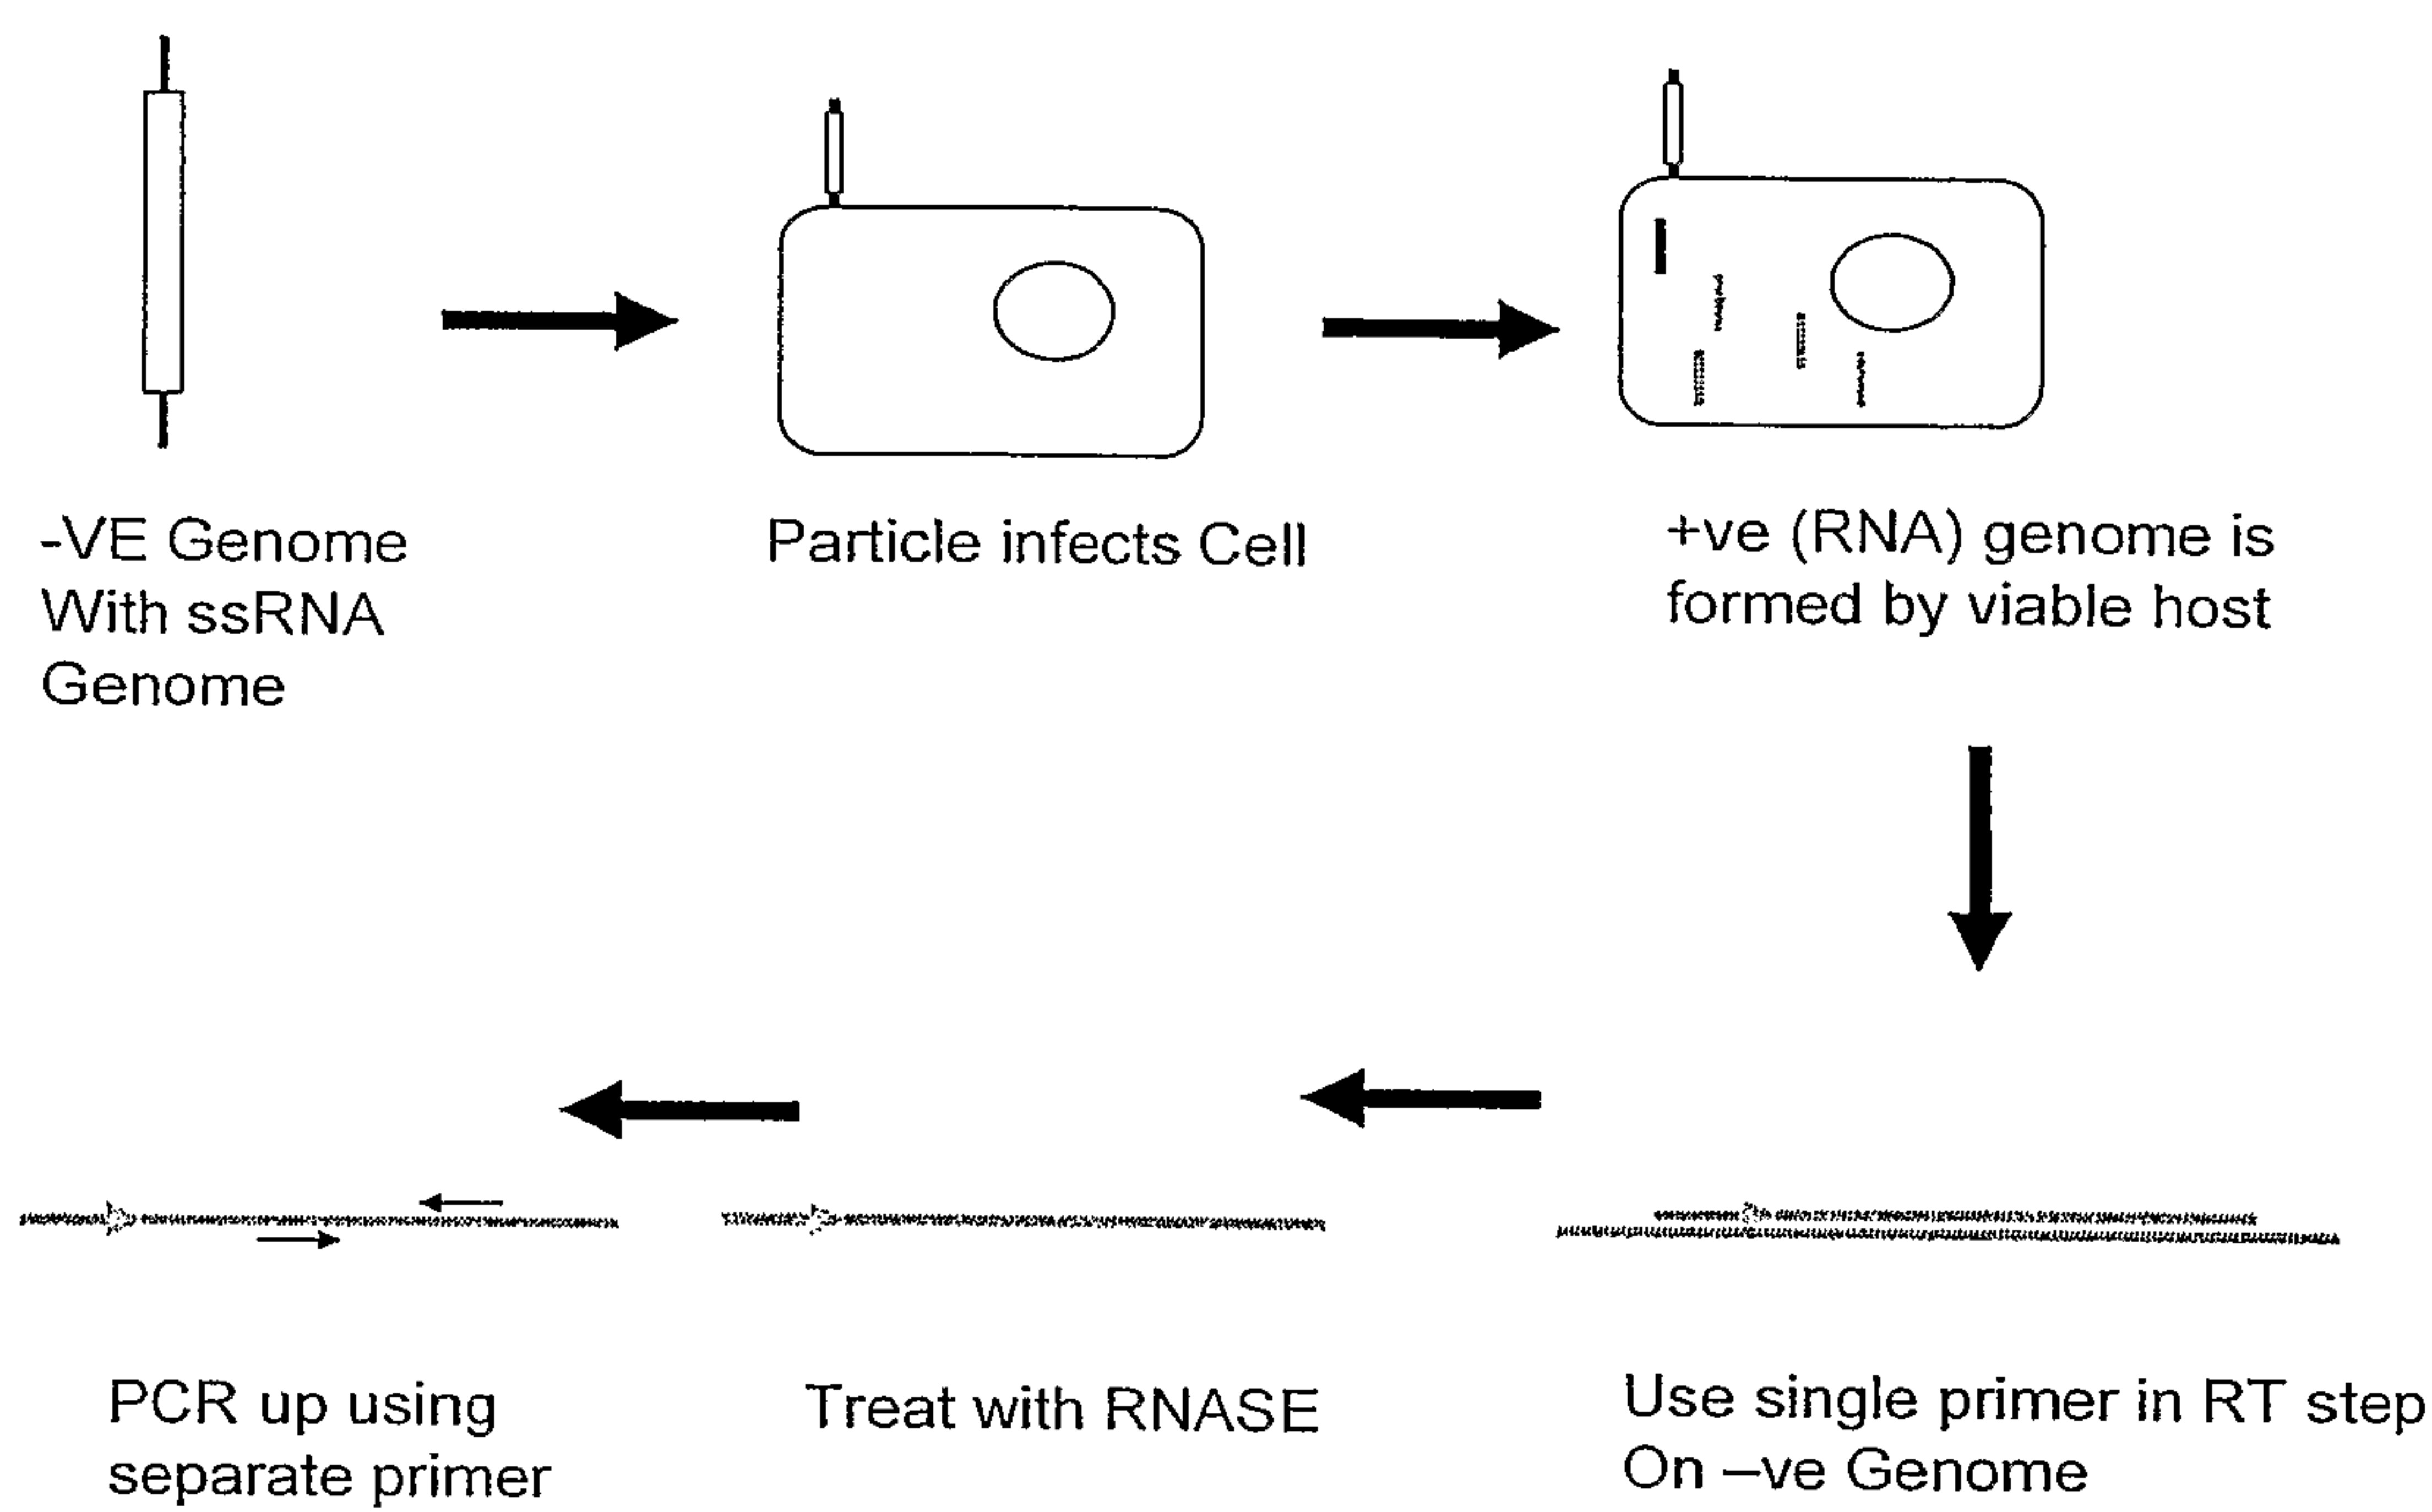 -VE Genome
With ssRNA
Genome
Particle infects Cell
+ve (RNA) genome is
formed by viable host
Use single primer in RT step
On –ve Genome
Treat with RNASE
PCR up using
separate primer